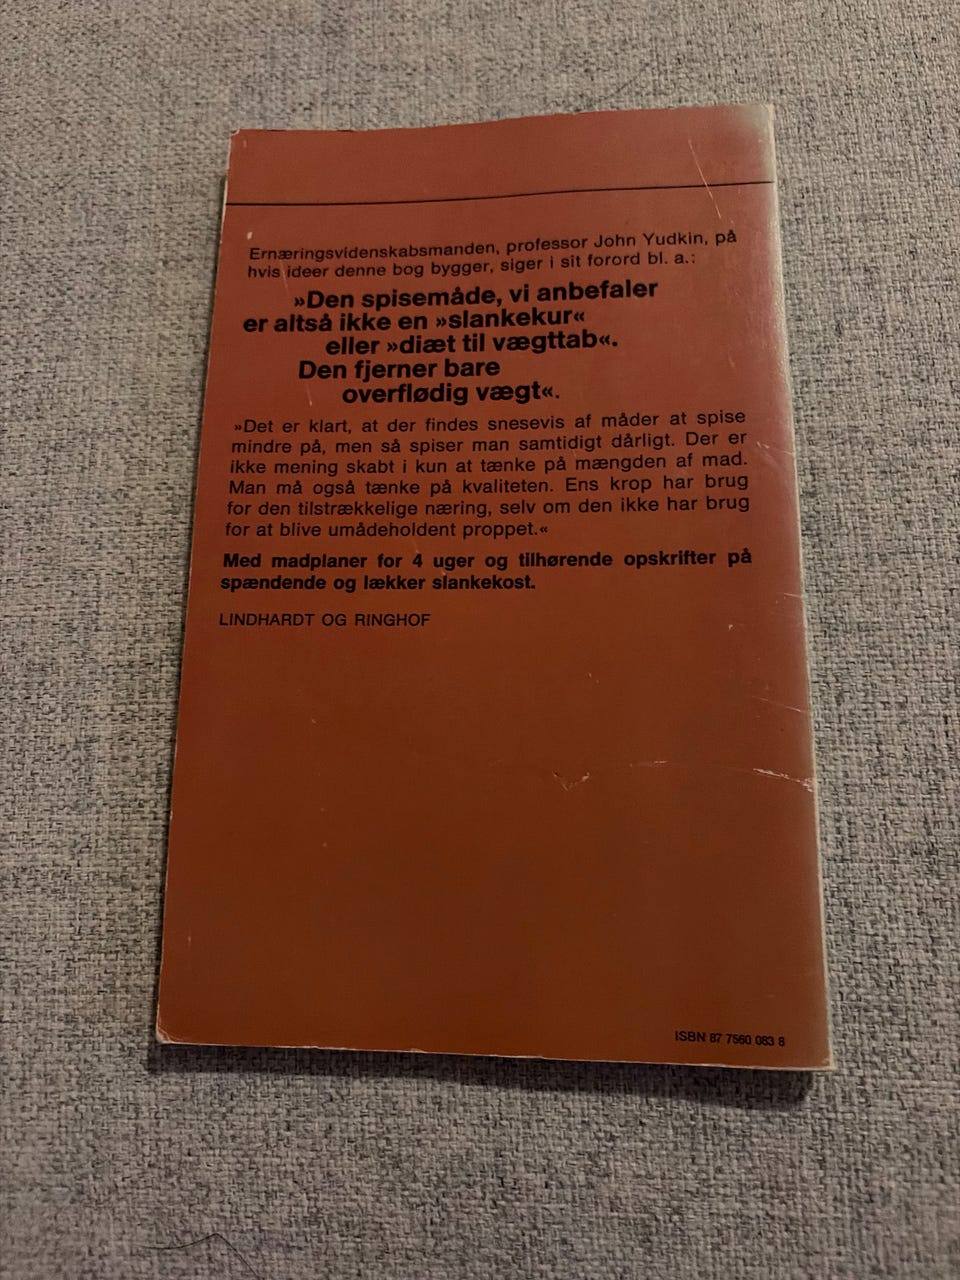 Ernæringsvidenskabsmanden, professor John Yudkin, på
hvis ideer denne bog bygger, siger i sit forord bl. a.:
»Den spisemåde, vi anbefaler
er altså ikke en »slankekur«
eller »diæt til vægttab«.
Den fjerner bare
overflødig vægt«.
»Det er klart, at der findes snesevis af måder at spise
mindre på, men så spiser man samtidigt dårligt. Der er
ikke mening skabt i kun at tænke på mængden af mad.
Man må også tænke på kvaliteten. Ens krop har brug
for den tilstrækkelige næring, selv om den ikke har brug
for at blive umådeholdent proppet.«
Med madplaner for 4 uger og tilhørende opskrifter på
spændende og lækker slankekost.
LINDHARDT OG RINGHOF
ISBN 87 7560 083 8